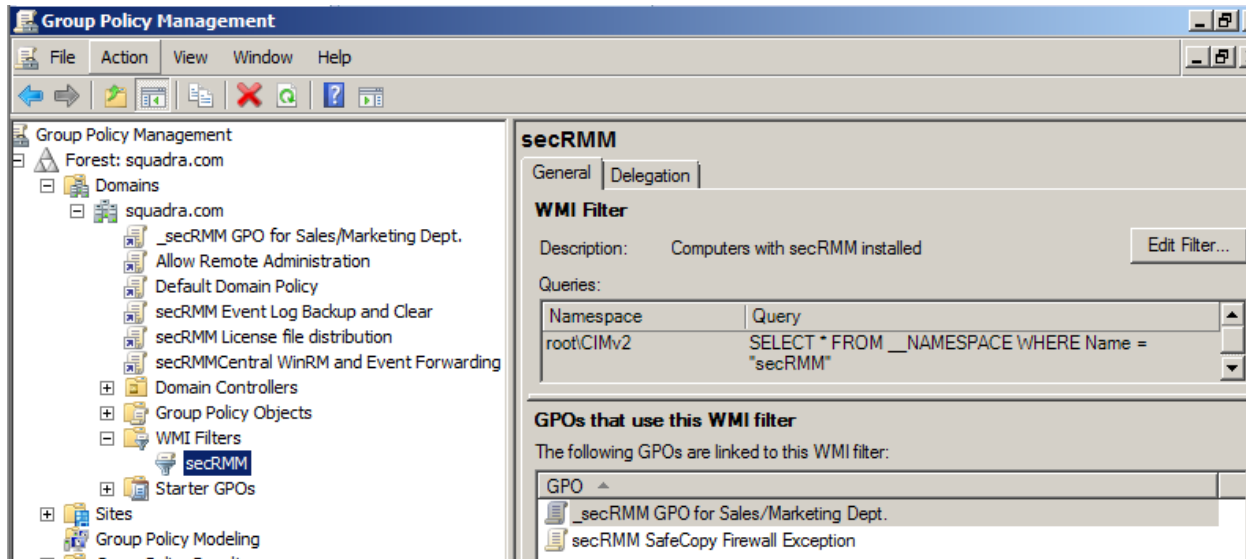 Group Policy Management
File Action View Window Help
Group Policy Management
Forest: squadra.com
Domains
squadra.com
_secRMM GPO for Sales/Marketing Dept.
Allow Remote Administration
Default Domain Policy
secRMM Event Log Backup and Clear
secRMM License file distribution
secRMMCentral WinRM and Event Forwarding
Domain Controllers
Group Policy Objects
WMI Filters
secRMM
Starter GPOs
Sites
Group Policy Modeling
secRMM
General Delegation
WMI Filter
Description: Computers with secRMM installed Edit Filter...
Queries:
Namespace Query
root\CIMv2 SELECT * FROM __NAMESPACE WHERE Name =
"secRMM"
GPOs that use this WMI filter
The following GPOs are linked to this WMI filter:
GPO
_secRMM GPO for Sales/Marketing Dept.
secRMM SafeCopy Firewall Exception